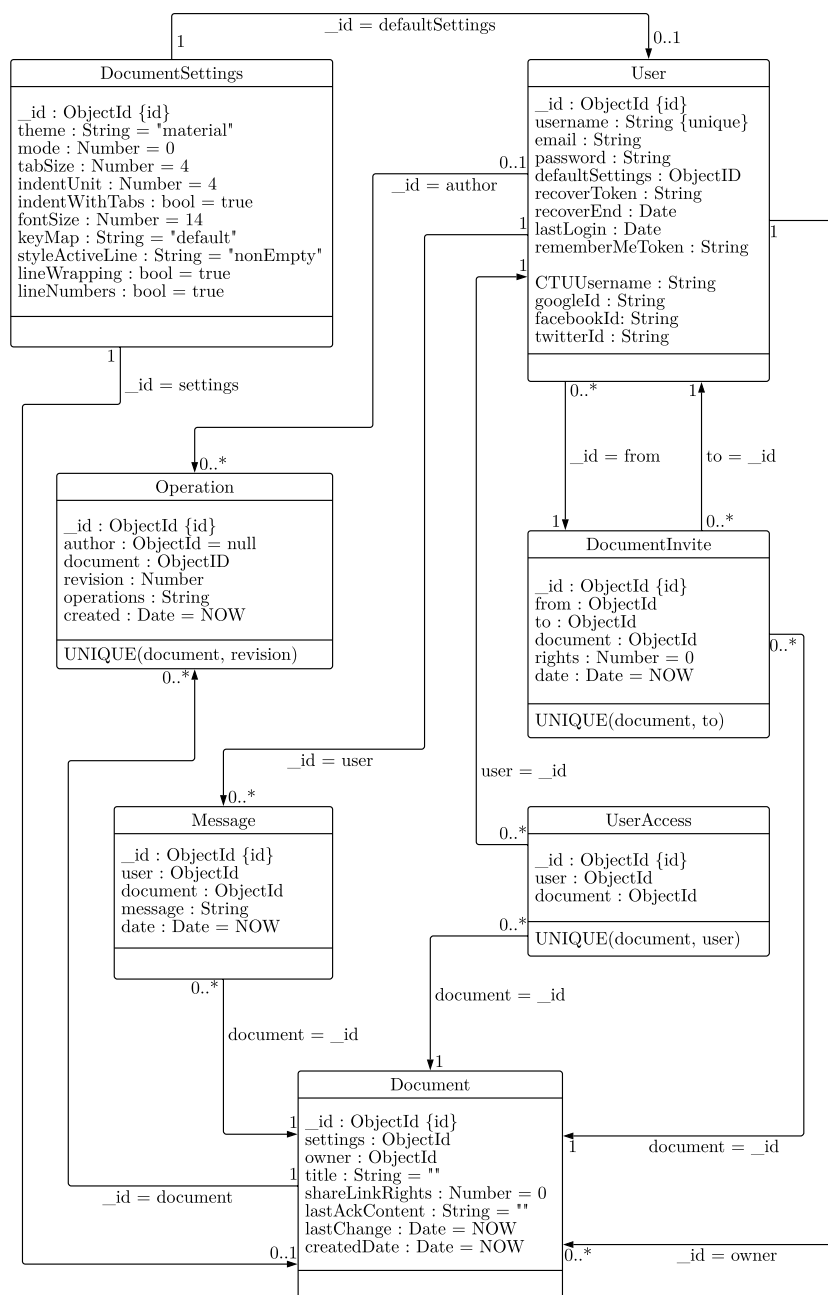 _id = defaultSettings
1
0..1
DocumentSettings
_id : ObjectId {id}
theme : String = "material"
mode : Number = 0
tabSize : Number = 4
indentUnit : Number = 4
indentWithTabs : bool = true
fontSize : Number = 14
keyMap : String = "default"
styleActiveLine : String = "nonEmpty"
lineWrapping : bool = true
lineNumbers : bool = true
User
_id : ObjectId {id}
username : String {unique}
email : String
password : String
defaultSettings : ObjectID
recoverToken : String
recoverEnd : Date
lastLogin : Date
rememberMeToken : String
CTUUsername : String
googleId : String
facebookId: String
twitterId : String
0..1
_id = author
1
1
1
1
_id = settings
0..*
1
_id = from
to = _id
0..*
1
0..*
Operation
_id : ObjectId {id}
author : ObjectId = null
document : ObjectID
revision : Number
operations : String
created : Date = NOW
UNIQUE(document, revision)
0..*
DocumentInvite
_id : ObjectId {id}
from : ObjectId
to : ObjectId
document : ObjectId
rights : Number = 0
date : Date = NOW
UNIQUE(document, to)
0..*
_id = user
user = _id
0..*
Message
_id : ObjectId {id}
user : ObjectId
document : ObjectId
message : String
date : Date = NOW
0..*
0..*
UserAccess
_id : ObjectId {id}
user : ObjectId
document : ObjectId
UNIQUE(document, user)
0..*
document = _id
document = _id
1
Document
_id : ObjectId {id}
settings : ObjectId
owner : ObjectId
title : String = ""
shareLinkRights : Number = 0
lastAckContent : String = ""
lastChange : Date = NOW
createdDate : Date = NOW
1
1
_id = document
0..1
1
document = _id
0..*
_id = owner